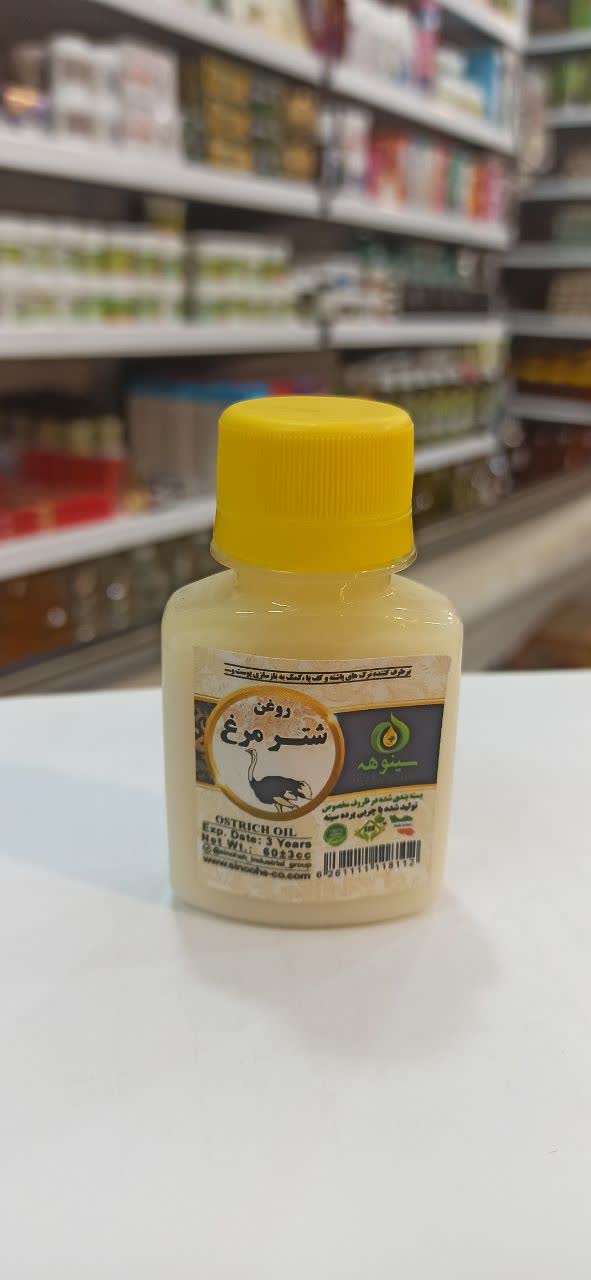 برطرف کننده ترک های پاشنه و کف پا ،کمک به بازسازی پوست و...
روغن
شتر مرغ
سینوهه
بسته بندی شده در ظروف مخصوص
تولید شده با چربی پرده سینه
OSTRICH OIL
Exp. Date: 3 Years
Net Wt.: 60±3cc
@sinooheh_industrial_group
www.sinoohe-co.com
6261111118112